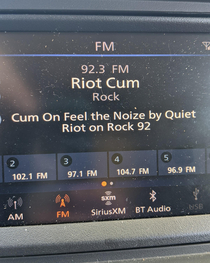 FM
92.3 FM
Riot Cum
Rock
Cum On Feel the Noize by Quiet
Riot on Rock 92
2
3
4
5
102.1 FM
97.1 FM
104.7 FM
96.9 FM
sxm
AM
FM
SiriusXM
BT Audio
USB